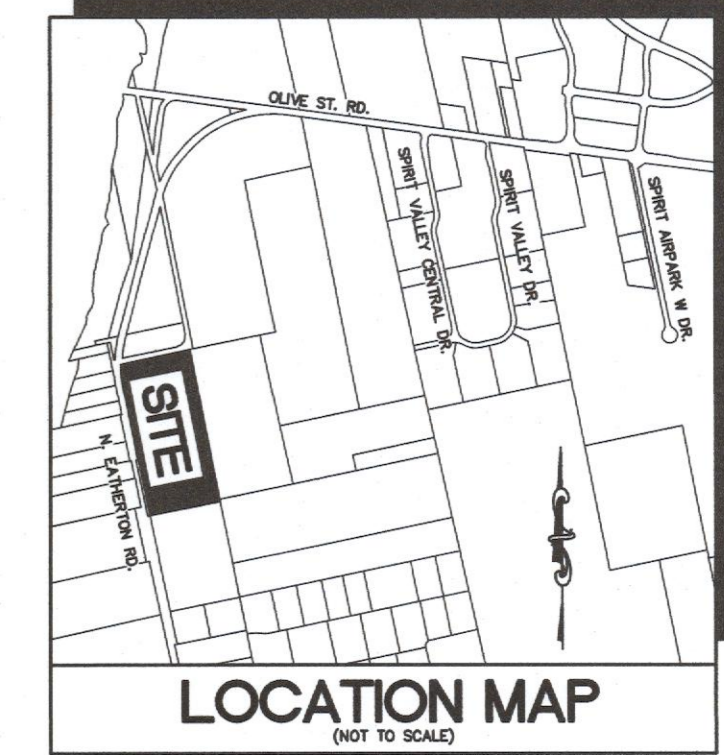 OLIVE ST. RD.
SPIRIT VALLEY CENTRAL DR.
SPIRIT VALLEY DR.
SPIRIT AIRPARK W DR.
SITE
N. EATHERTON RD.
LOCATION MAP
(NOT TO SCALE)